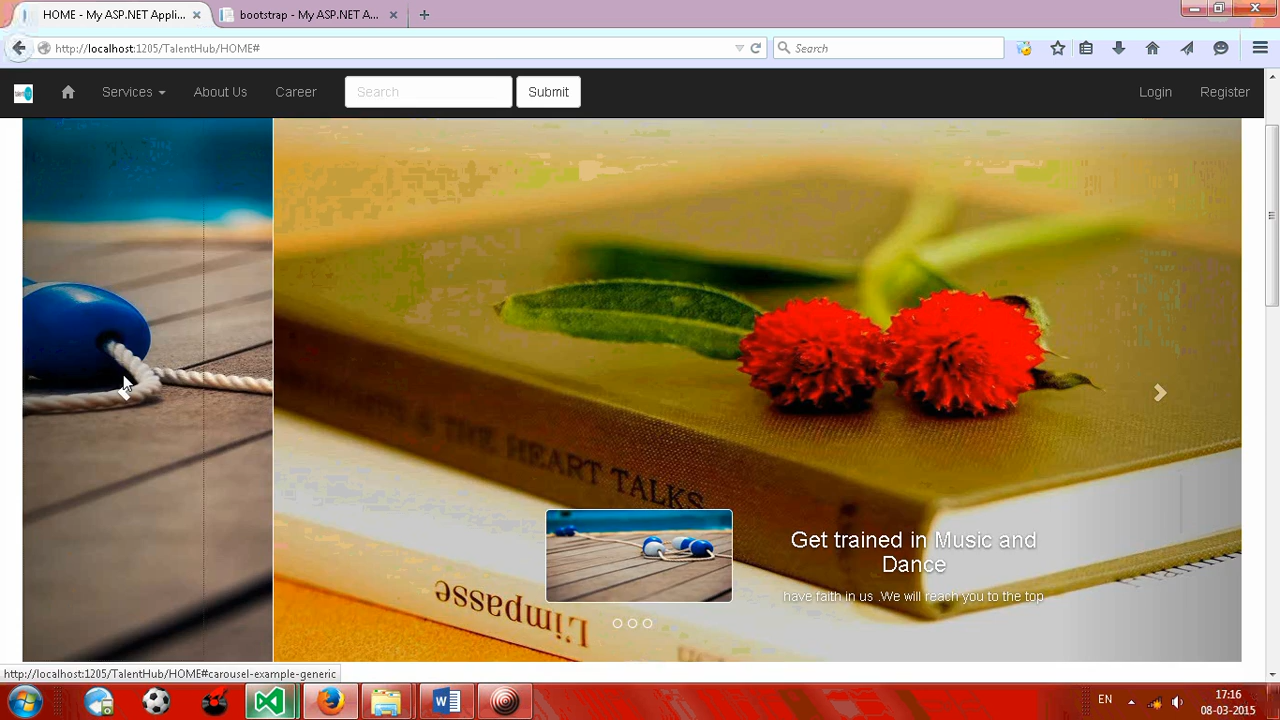 HOME - My ASP.NET Appli...
bootstrap - My ASP.NET A...
http://localhost:1205/TalentHub/HOME#
Search
Services
About Us
Career
Search
Submit
Login
Register
& THE HEART TALKS
Get trained in Music and
Dance
have faith in us .We will reach you to the top
L'impasse
http://localhost:1205/TalentHub/HOME#carousel-example-generic
EN
17:16
08-03-2015